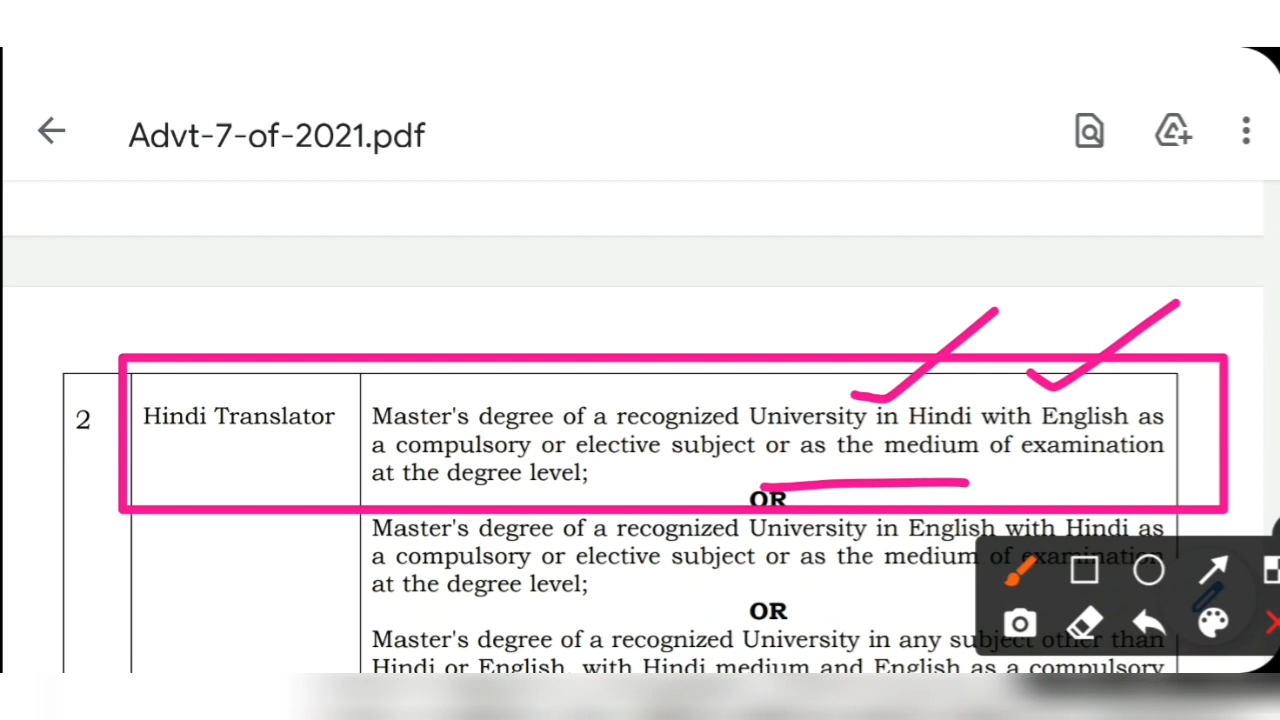 Advt-7-of-2021.pdf
2
Hindi Translator
Master's degree of a recognized University in Hindi with English as
a compulsory or elective subject or as the medium of examination
at the degree level;
OR
Master's degree of a recognized University in English with Hindi as
a compulsory or elective subject or as the medium of examination
at the degree level;
OR
Master's degree of a recognized University in any subject other than
Hindi or English, with Hindi medium and English as a compulsory